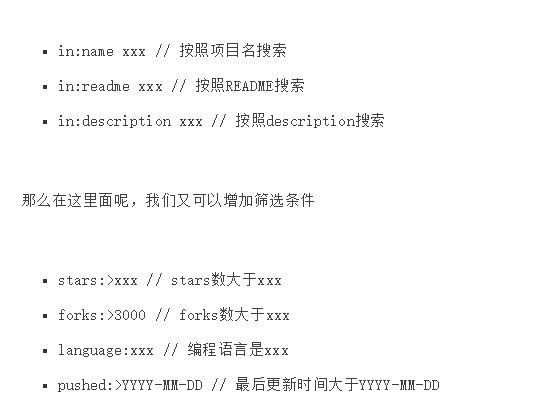 ▪ in:name xxx // 按照项目名搜索
▪ in:readme xxx // 按照README搜索
▪ in:description xxx // 按照description搜索
那么在这里面呢，我们又可以增加筛选条件
▪ stars:>xxx // stars数大于xxx
▪ forks:>3000 // forks数大于xxx
▪ language:xxx // 编程语言是xxx
▪ pushed:>YYYY-MM-DD // 最后更新时间大于YYYY-MM-DD